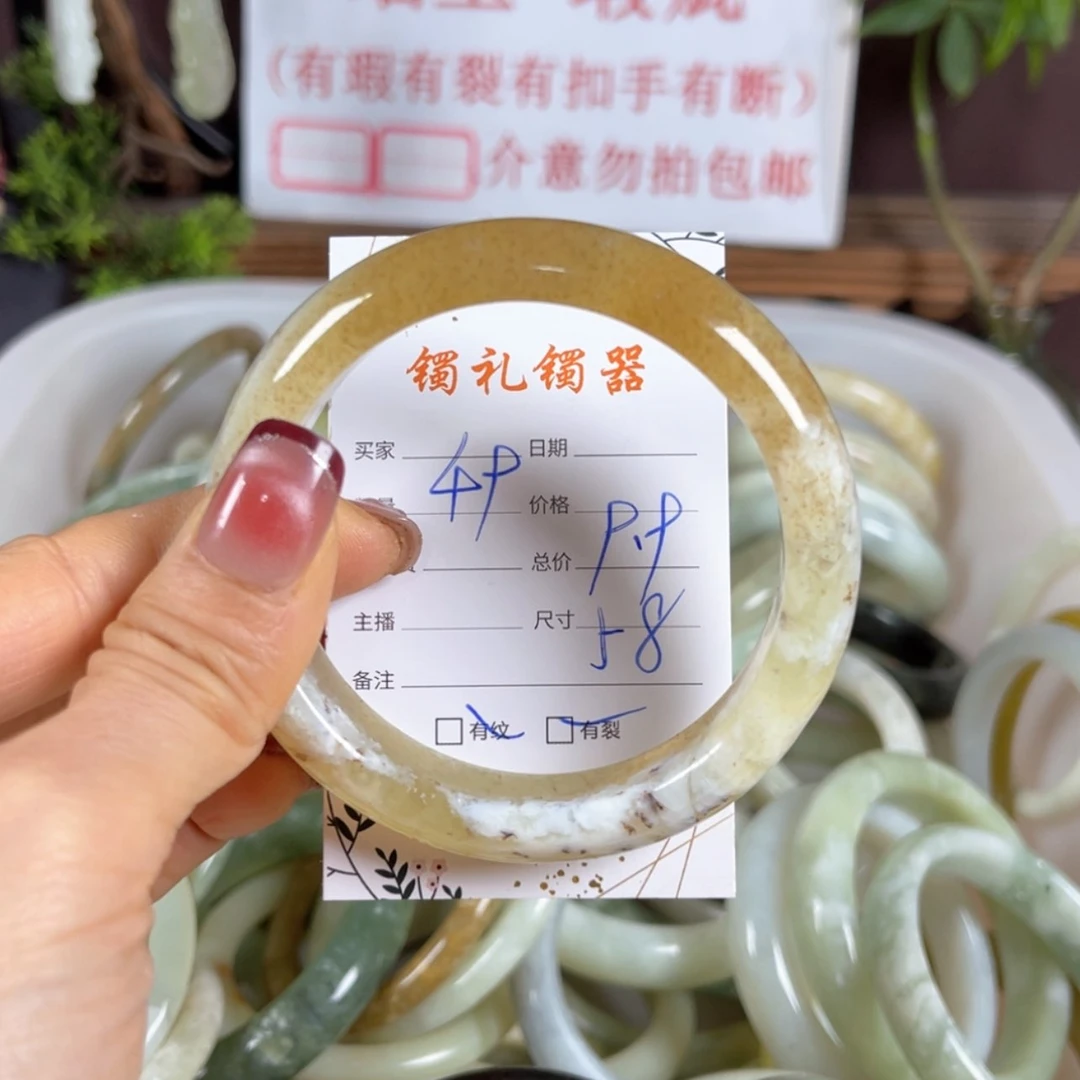 （有瑕有裂有扣手有断）
介意勿拍包邮
镯礼镯器
买家 日期
价格
总价
主播 尺寸 58
备注
有纹 有裂